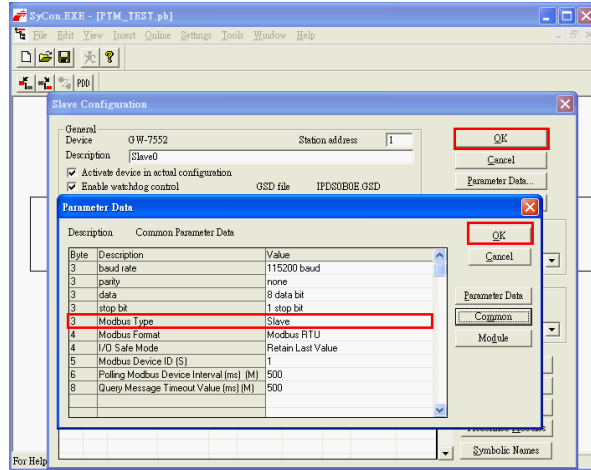 SyCon.EXE - [PTM_TEST.pb]
File Edit View Insert Online Settings Tools Window Help
PDD
Slave Configuration
General
Device GW-7552 Station address 1
Description Slave0
Activate device in actual configuration
Enable watchdog control GSD file IPDS0B0E.GSD
OK
Cancel
Parameter Data...
Parameter Data
Description Common Parameter Data
Byte Description Value
3 baud rate 115200 baud
3 parity none
3 data 8 data bit
3 stop bit 1 stop bit
3 Modbus Type Slave
4 Modbus Format Modbus RTU
4 I/O Safe Mode Retain Last Value
5 Modbus Device ID (S) 1
6 Polling Modbus Device Interval (ms) (M) 500
8 Query Message Timeout Value (ms) (M) 500
OK
Cancel
Parameter Data
Common
Module
Symbolic Names
For Help